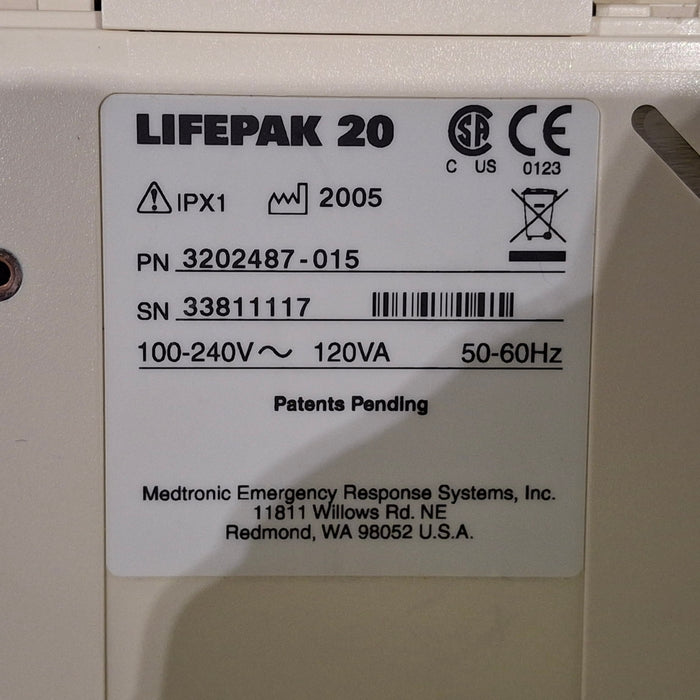 LIFEPAK 20
C US 0123
IPX1 2005
PN 3202487-015
SN 33811117
100-240V~ 120VA 50-60Hz
Patents Pending
Medtronic Emergency Response Systems, Inc.
11811 Willows Rd. NE
Redmond, WA 98052 U.S.A.